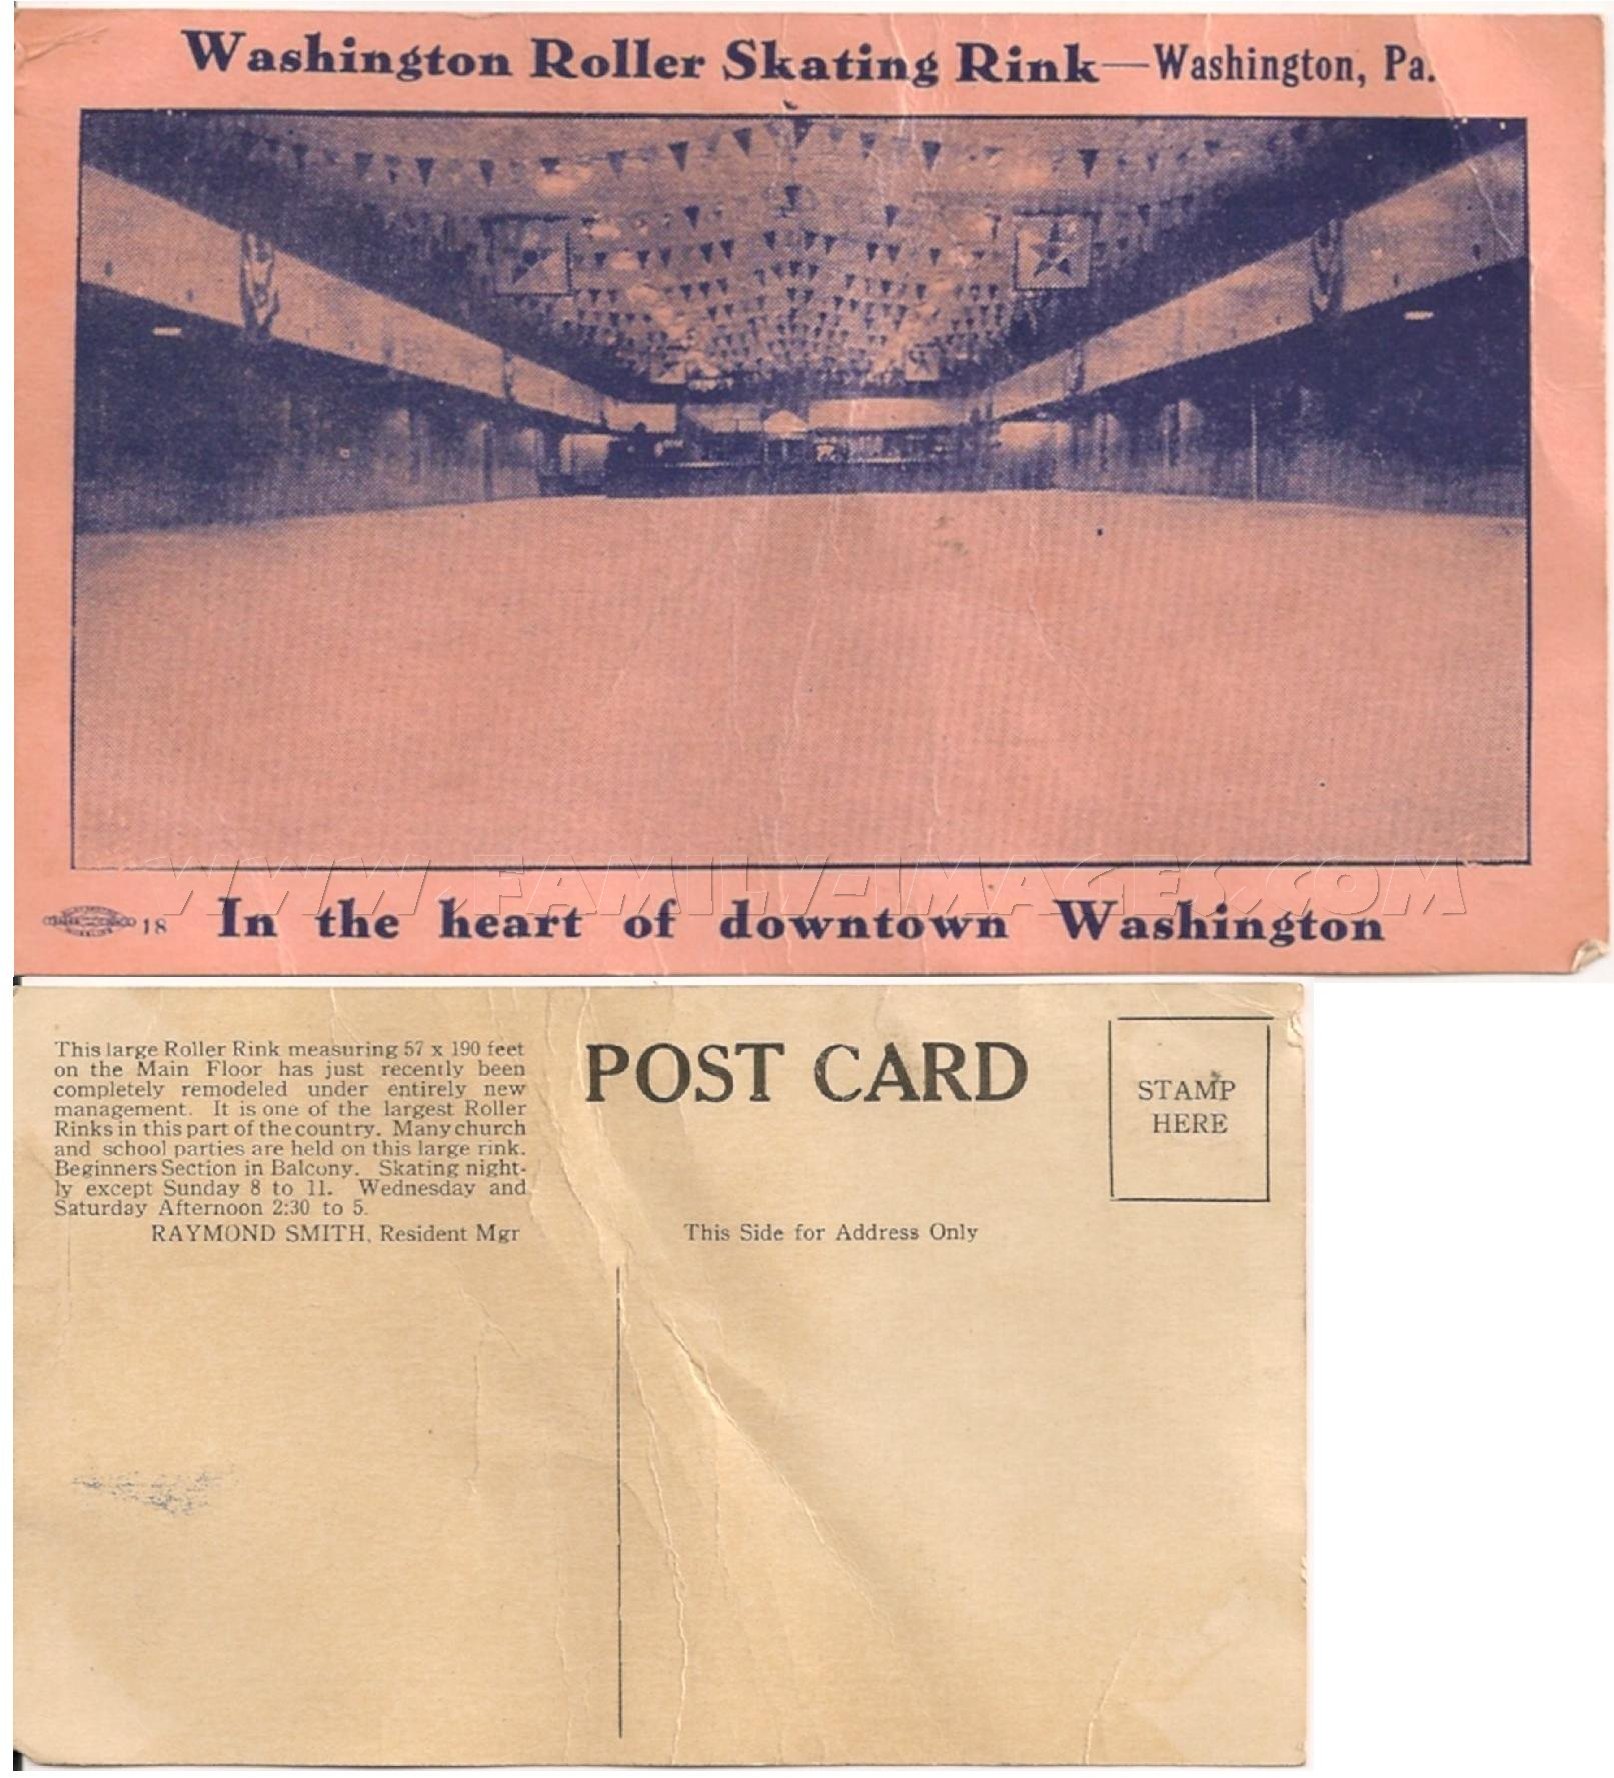 Washington Roller Skating Rink—Washington, Pa.
WWW.FAMILY-IMAGES.COM
18 In the heart of downtown Washington
This large Roller Rink measuring 57 x 190 feet
on the Main Floor has just recently been
completely remodeled under entirely new
management. It is one of the largest Roller
Rinks in this part of the country. Many church
and school parties are held on this large rink.
Beginners Section in Balcony. Skating night-
ly except Sunday 8 to 11. Wednesday and
Saturday Afternoon 2:30 to 5.
RAYMOND SMITH, Resident Mgr
POST CARD
STAMP
HERE
This Side for Address Only